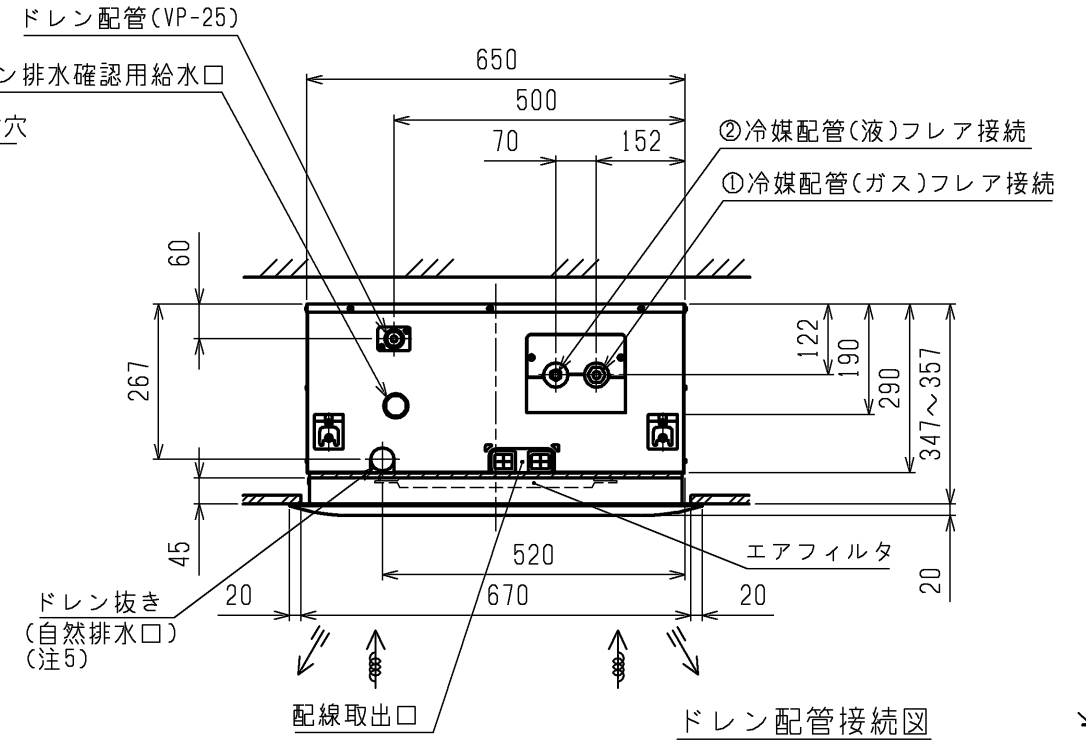 ドレン配管(VP-25)
ン排水確認用給水口
穴
650
500
70
152
②冷媒配管(液)フレア接続
①冷媒配管(ガス)フレア接続
60
267
122
190
290
347～357
45
520
エアフィルタ
20
20
670
20
ドレン抜き
(自然排水口)
(注5)
配線取出口
ドレン配管接続図